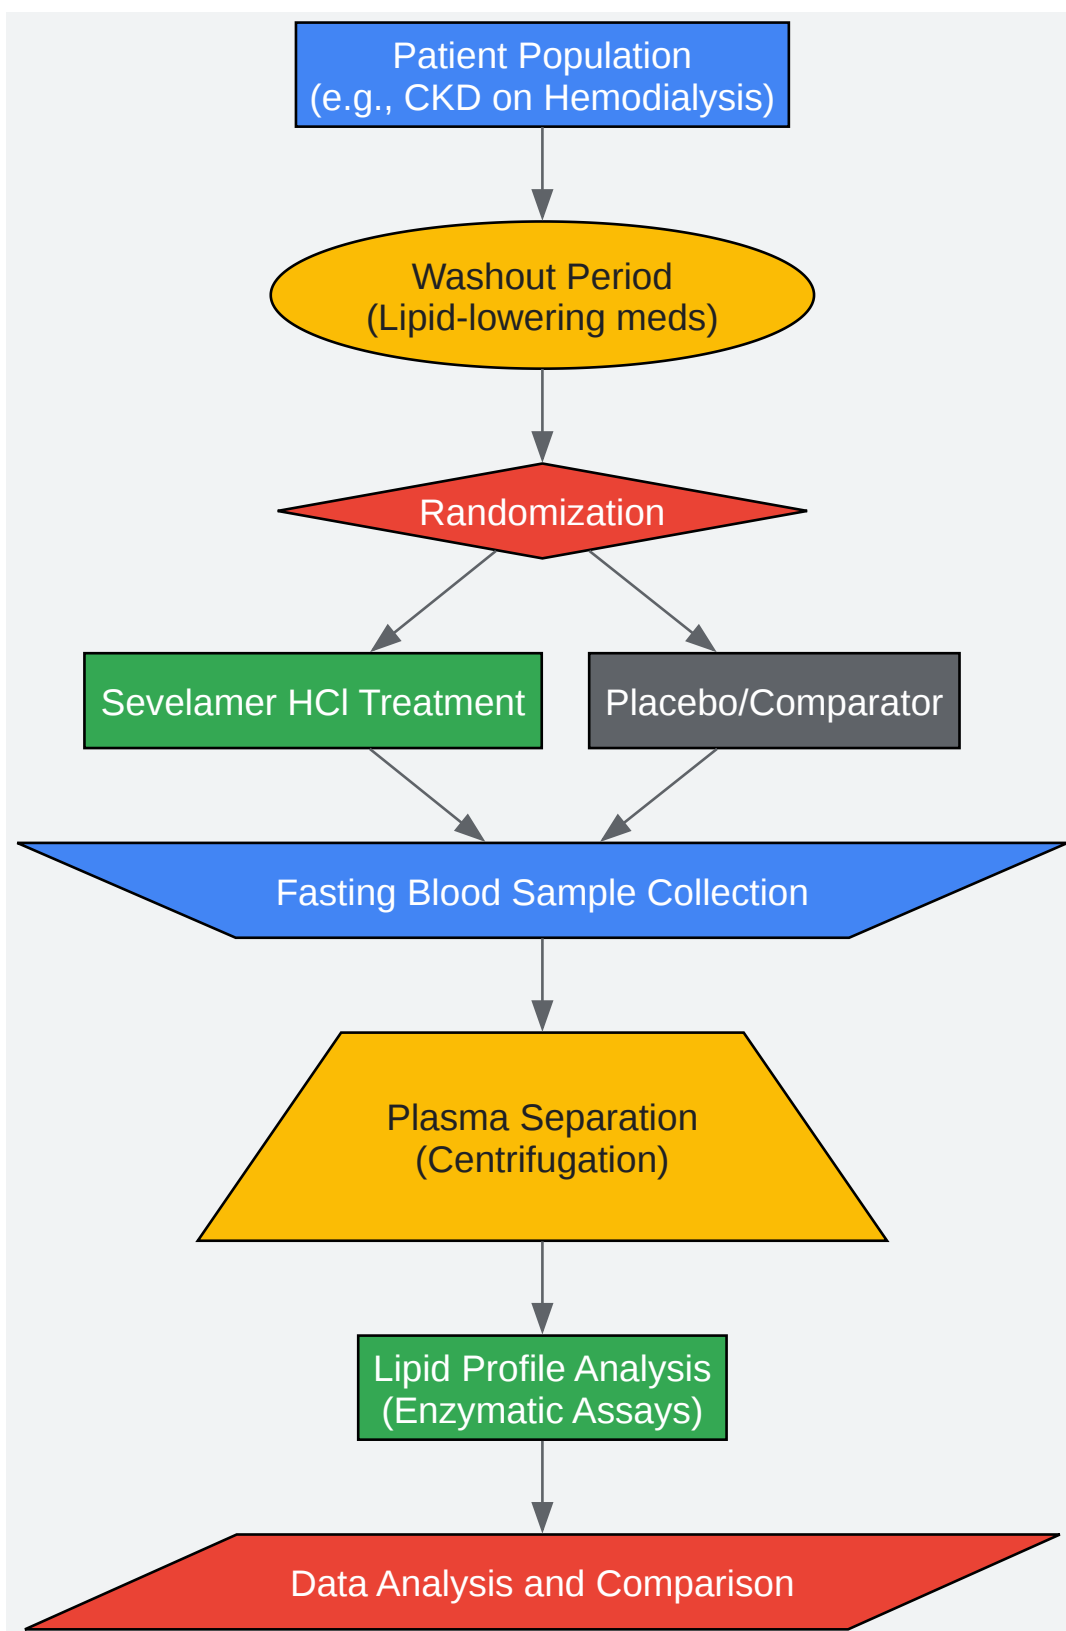 Patient Population
(e.g., CKD on Hemodialysis)
Washout Period
(Lipid-lowering meds)
Randomization
Sevelamer HCl Treatment
Placebo/Comparator
Fasting Blood Sample Collection
Plasma Separation
(Centrifugation)
Lipid Profile Analysis
(Enzymatic Assays)
Data Analysis and Comparison